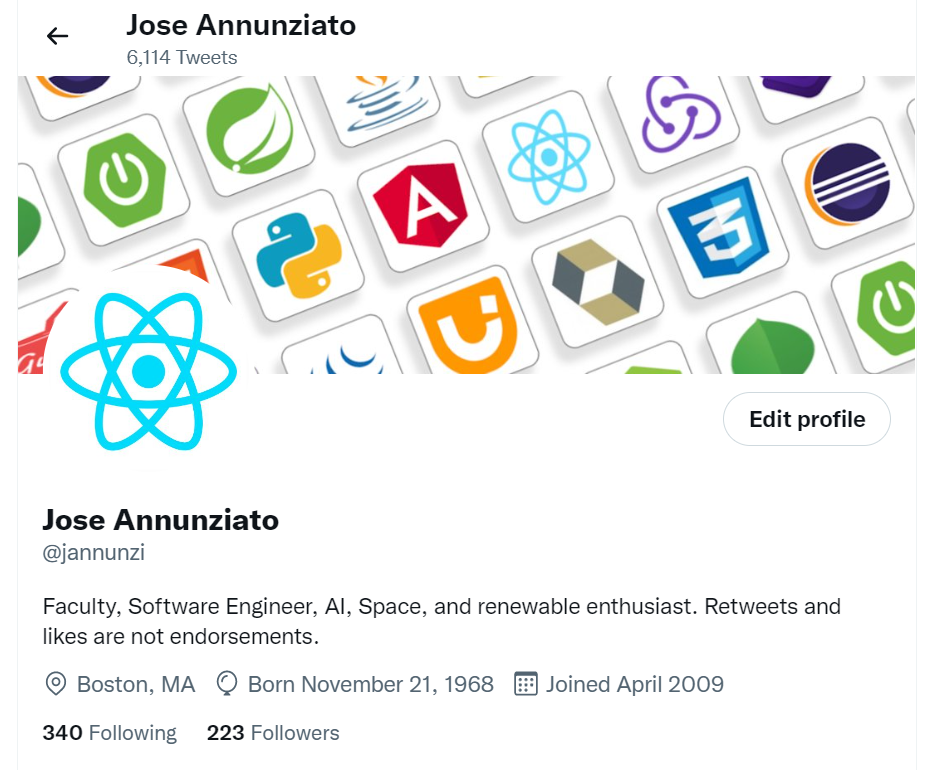 Jose Annunziato
6,114 Tweets
Edit profile
Jose Annunziato
@jannunzi
Faculty, Software Engineer, AI, Space, and renewable enthusiast. Retweets and
likes are not endorsements.
Boston, MA Born November 21, 1968 Joined April 2009
340 Following 223 Followers